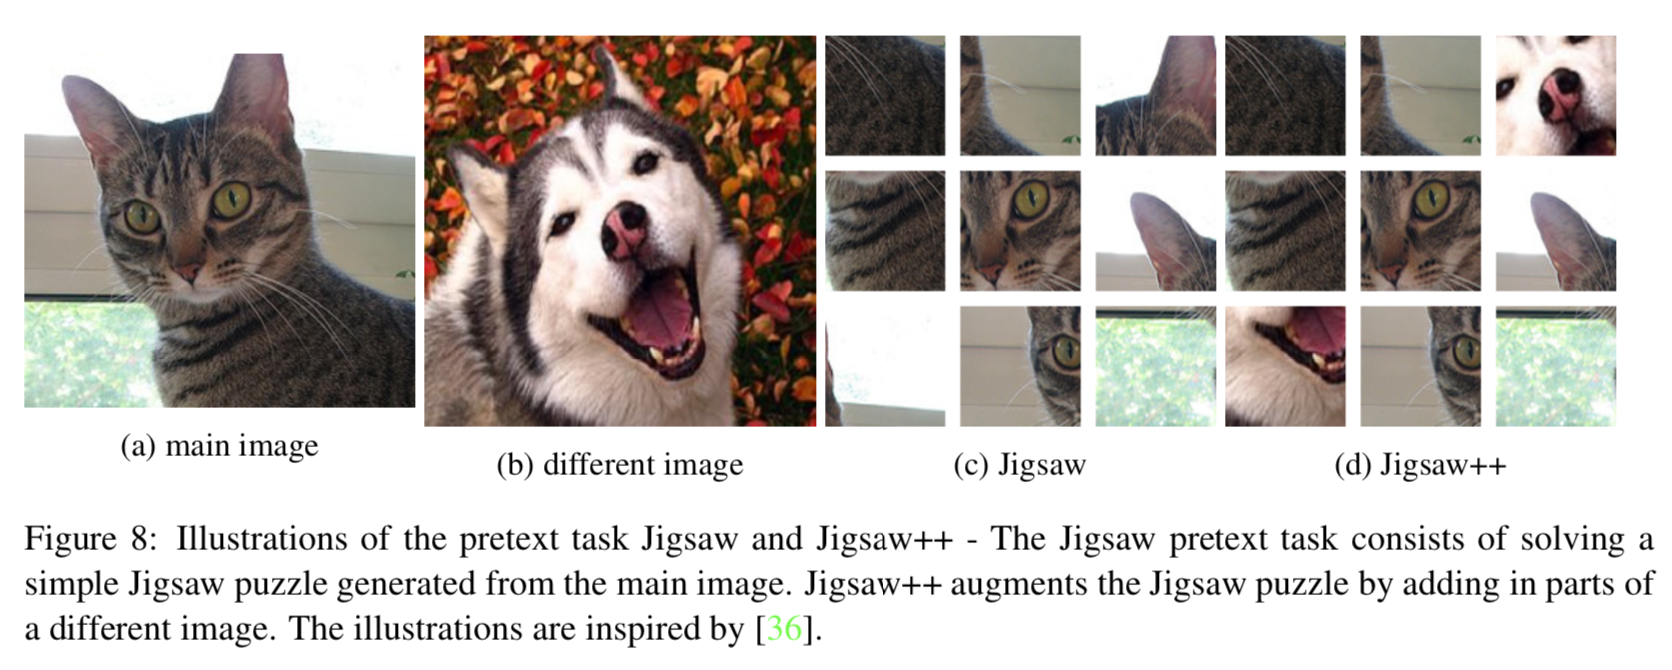 (a) main image
(b) different image
(c) Jigsaw
(d) Jigsaw++
Figure 8: Illustrations of the pretext task Jigsaw and Jigsaw++ - The Jigsaw pretext task consists of solving a
simple Jigsaw puzzle generated from the main image. Jigsaw++ augments the Jigsaw puzzle by adding in parts of
a different image. The illustrations are inspired by [36].